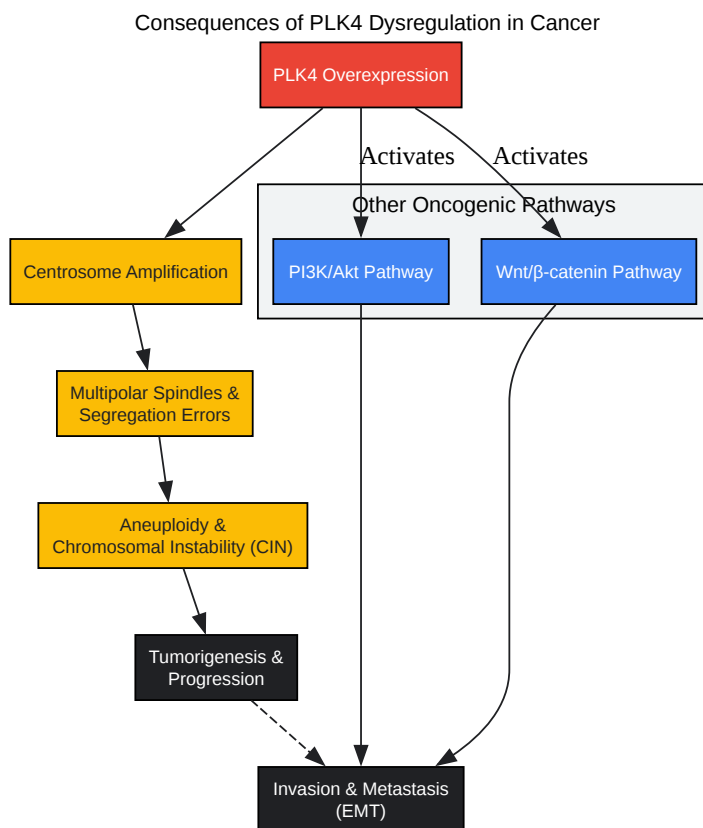 Consequences of PLK4 Dysregulation in Cancer
PLK4 Overexpression
Activates
Activates
Other Oncogenic Pathways
Centrosome Amplification
PI3K/Akt Pathway
Wnt/β-catenin Pathway
Multipolar Spindles &
Segregation Errors
Aneuploidy &
Chromosomal Instability (CIN)
Tumorigenesis &
Progression
Invasion & Metastasis
(EMT)